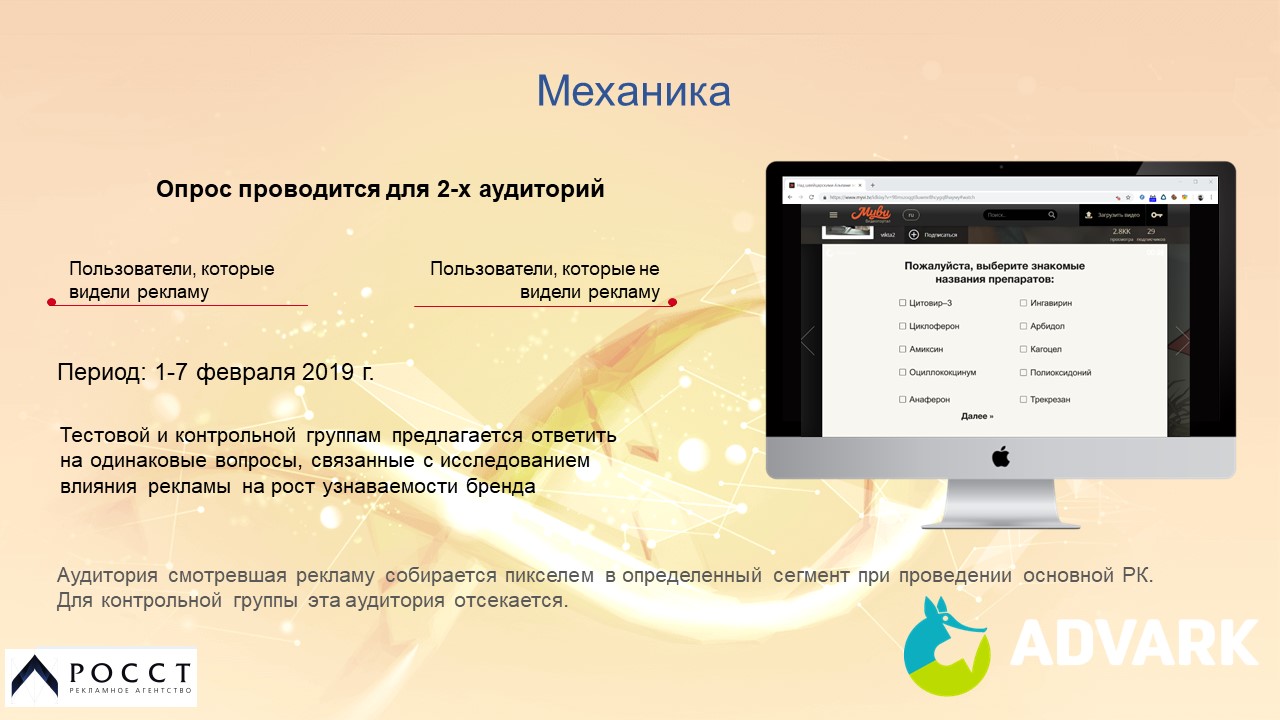 Механика
Опрос проводится для 2-х аудиторий
Пользователи, которые
видели рекламу
Пользователи, которые не
видели рекламу
Период: 1-7 февраля 2019 г.
Тестовой и контрольной группам предлагается ответить
на одинаковые вопросы, связанные с исследованием
влияния рекламы на рост узнаваемости бренда
Муви
ru
Поиск...
Загрузить видео
vikta2
Подписаться
2.8KK
просмотра
29
подписчиков
Пожалуйста, выберите знакомые
названия препаратов:
Цитовир–3
Ингавирин
Циклоферон
Арбидол
Амиксин
Кагоцел
Оциллококцинум
Полиоксидоний
Анаферон
Трекрезан
Далее »
Аудитория смотревшая рекламу собирается пикселем в определенный сегмент при проведении основной РК.
Для контрольной группы эта аудитория отсекается.
РОССТ
РЕКЛАМНОЕ АГЕНТСТВО
ADVARK